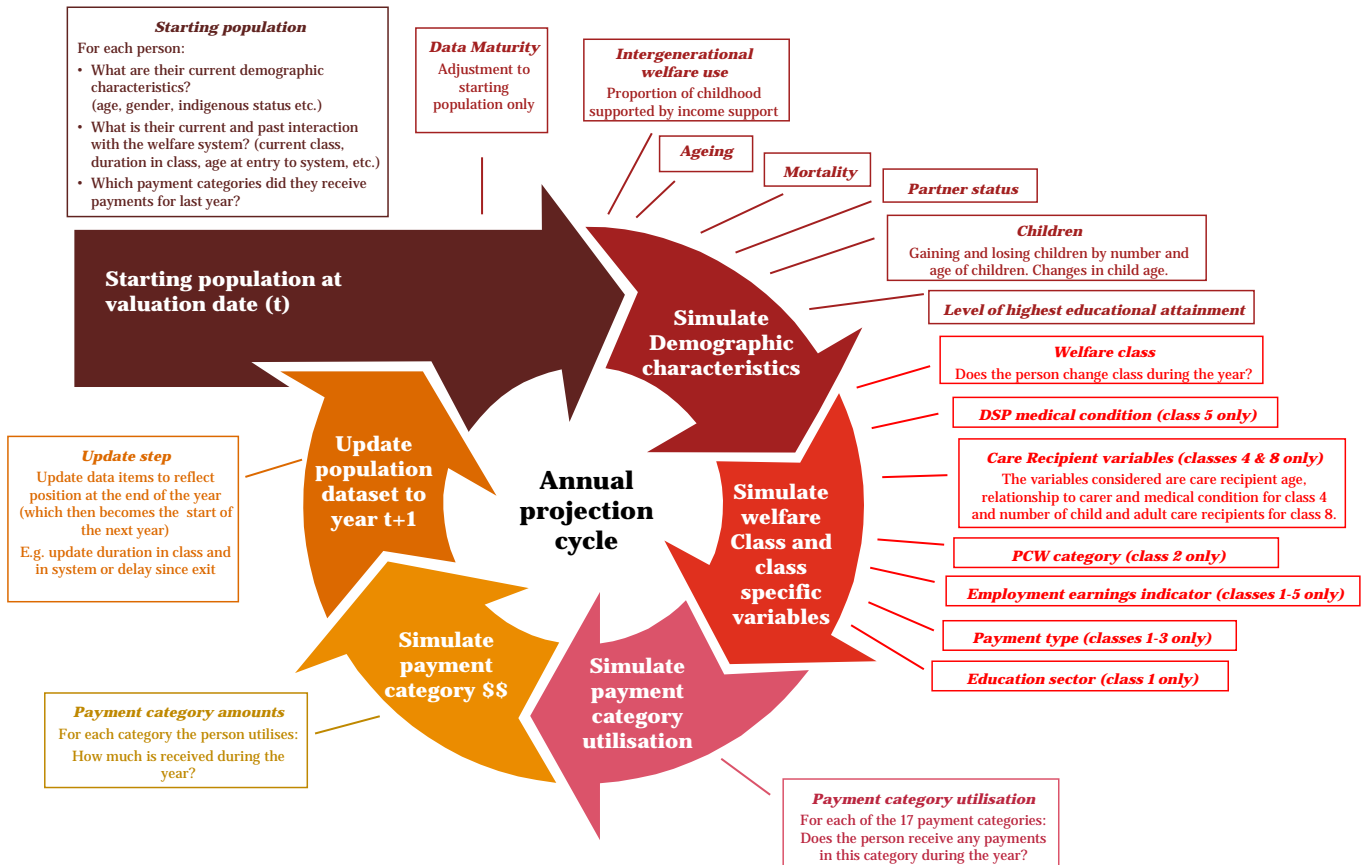 Starting population
For each person:
• What are their current demographic
characteristics?
(age, gender, indigenous status etc.)
• What is their current and past interaction
with the welfare system? (current class,
duration in class, age at entry to system, etc.)
• Which payment categories did they receive
payments for last year?
Data Maturity
Adjustment to
starting
population only
Intergenerational
welfare use
Proportion of childhood
supported by income support
Ageing
Mortality
Partner status
Children
Gaining and losing children by number and
age of children. Changes in child age.
Level of highest educational attainment
Starting population at
valuation date (t)
Simulate
Demographic
characteristics
Welfare class
Does the person change class during the year?
DSP medical condition (class 5 only)
Care Recipient variables (classes 4 & 8 only)
The variables considered are care recipient age,
relationship to carer and medical condition for class 4
and number of child and adult care recipients for class 8.
PCW category (class 2 only)
Employment earnings indicator (classes 1-5 only)
Payment type (classes 1-3 only)
Education sector (class 1 only)
Simulate
welfare
Class and
class
specific
variables
Annual
projection
cycle
Update
population
dataset to
year t+1
Update step
Update data items to reflect
position at the end of the year
(which then becomes the start of
the next year)
E.g. update duration in class and
in system or delay since exit
Simulate
payment
category $$
Simulate
payment
category
utilisation
Payment category amounts
For each category the person utilises:
How much is received during the
year?
Payment category utilisation
For each of the 17 payment categories:
Does the person receive any payments
in this category during the year?